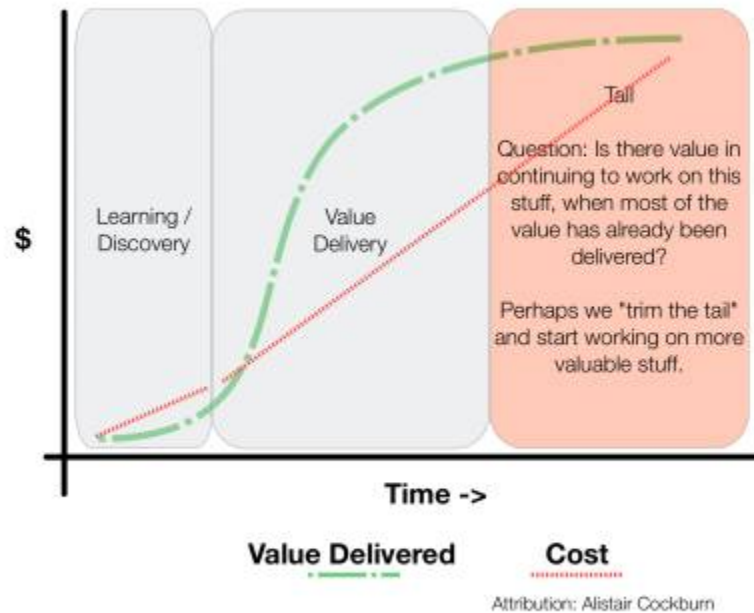 Tail
Question: Is there value in
continuing to work on this
stuff, when most of the
value has already been
delivered?
Perhaps we "trim the tail"
and start working on more
valuable stuff.
Learning /
Discovery
Value
Delivery
$
Time ->
Value Delivered
Cost
Attribution: Alistair Cockburn